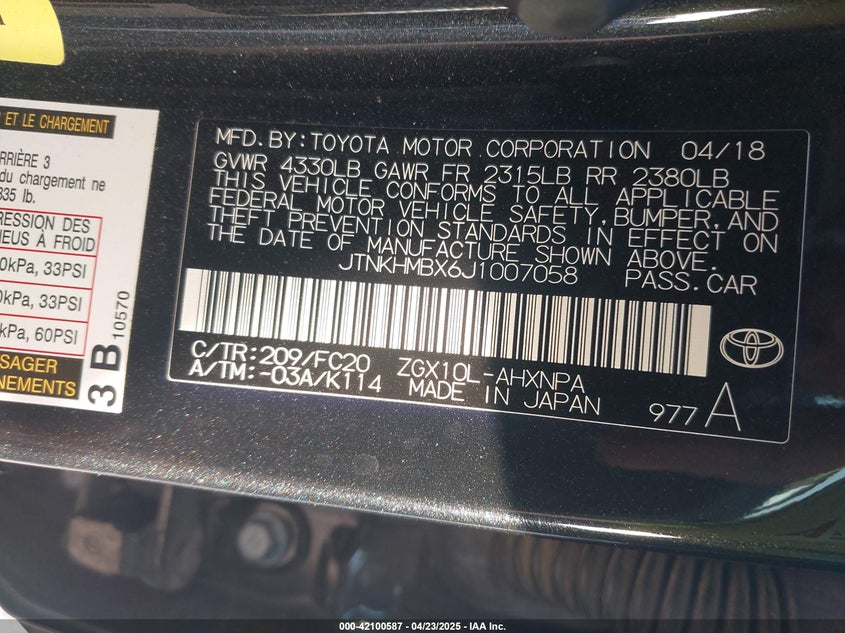 ET LE CHARGEMENT
RRIÈRE 3
du chargement ne
835 lb.
RESSION DES
NEUS À FROID
0kPa, 33PSI
0kPa, 33PSI
kPa, 60PSI
SAGER
NEMENTS
3 B
10570
MFD.BY:TOYOTA MOTOR CORPORATION 04/18
GVWR 4330LB GAWR FR 2315LB RR 2380LB
THIS VEHICLE CONFORMS TO ALL APPLICABLE
FEDERAL MOTOR VEHICLE SAFETY,BUMPER,AND
THEFT PREVENTION STANDARDS IN EFFECT ON
THE DATE OF MANUFACTURE SHOWN ABOVE.
JTNKHMBX6J1007058 PASS.CAR
C/TR:209/FC20 ZGX10L-AHXNPA
A/TM:-03A/K114 MADE IN JAPAN
977A
000-42100587 - 04/23/2025 - IAA Inc.